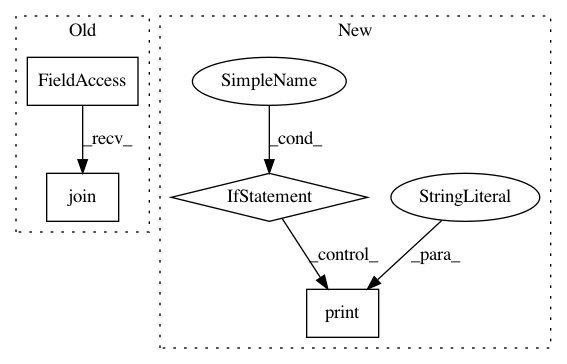 Old
New
FieldAccess
SimpleName
_recv_
_cond_
join
IfStatement
StringLiteral
_control_
_para_
print